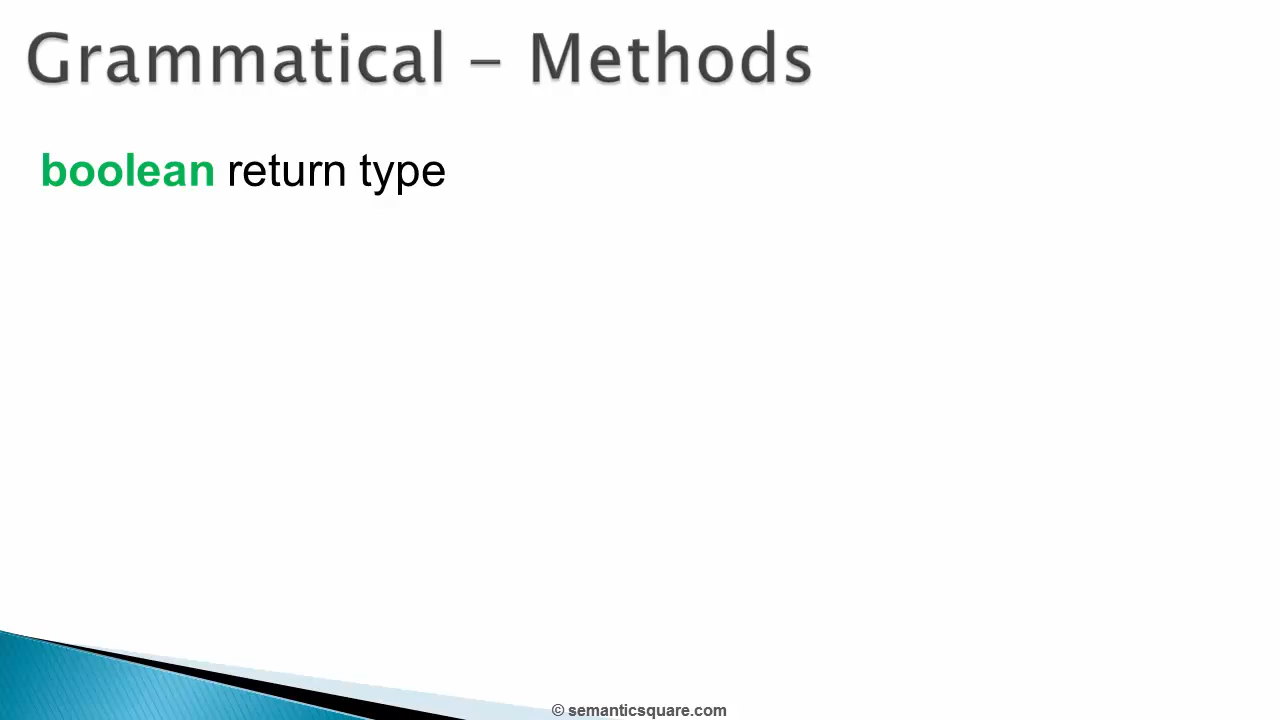 Grammatical – Methods
boolean return type
© semanticsquare.com